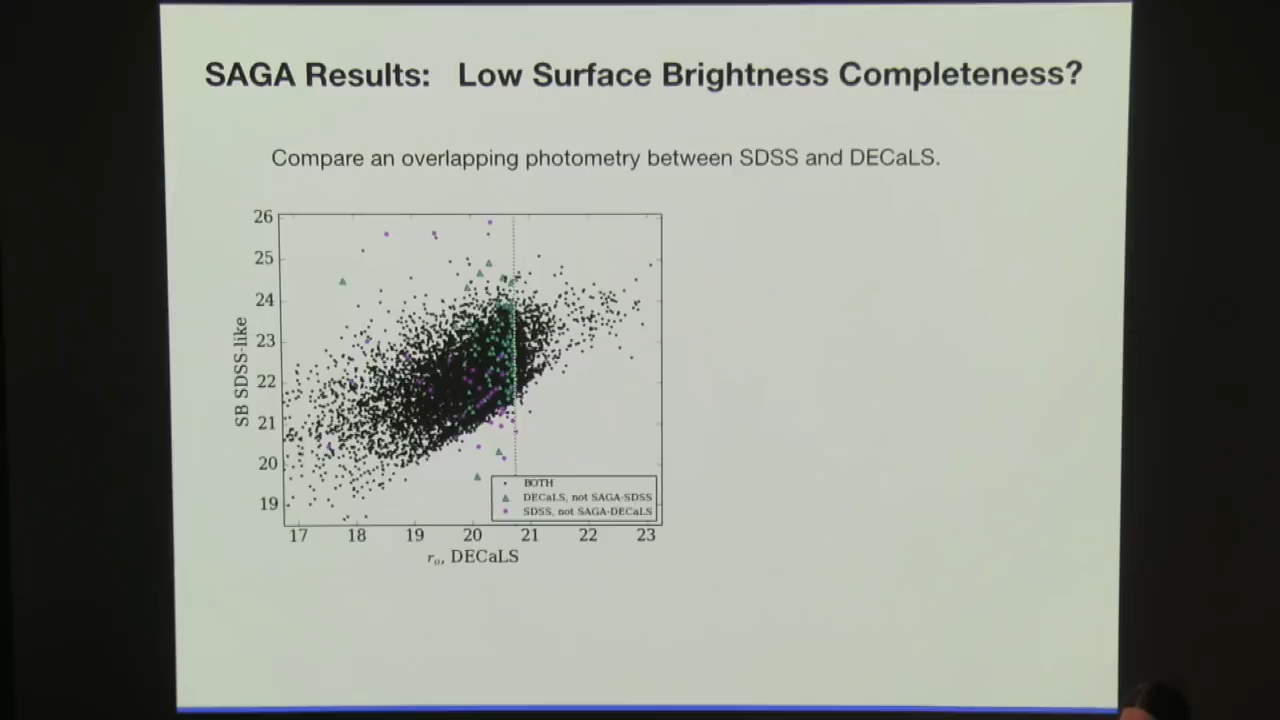 SAGA Results: Low Surface Brightness Completeness?
Compare an overlapping photometry between SDSS and DECaLS.
26
25
24
23
22
21
20
19
SB SDSS-like
BOTH
DECaLS, not SAGA-SDSS
SDSS, not SAGA-DECaLS
17 18 19 20 21 22 23
r₀, DECaLS